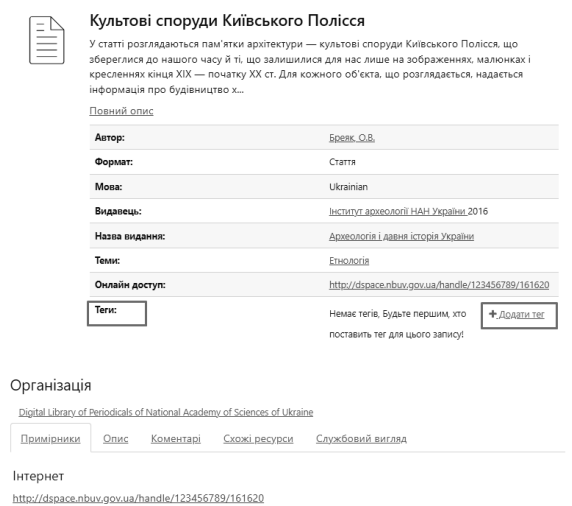 Культові споруди Київського Полісся
У статті розглядаються пам'ятки архітектури — культові споруди Київського Полісся, що
збереглися до нашого часу й ті, що залишилися для нас лише на зображеннях, малюнках і
кресленнях кінця XIX — початку XX ст. Для кожного об'єкта, що розглядається, надається
інформація про будівництво х...
Повний опис
Автор: Бреяк, О.В.
Формат: Стаття
Мова: Ukrainian
Видавець: Інститут археології НАН України 2016
Назва видання: Археологія і давня історія України
Теми: Етнологія
Онлайн доступ: http://dspace.nbuv.gov.ua/handle/123456789/161620
Теги: Немає тегів, Будьте першим, хто + Додати тег
поставить тег для цього запису!
Організація
Digital Library of Periodicals of National Academy of Sciences of Ukraine
Примірники Опис Коментарі Схожі ресурси Службовий вигляд
Інтернет
http://dspace.nbuv.gov.ua/handle/123456789/161620